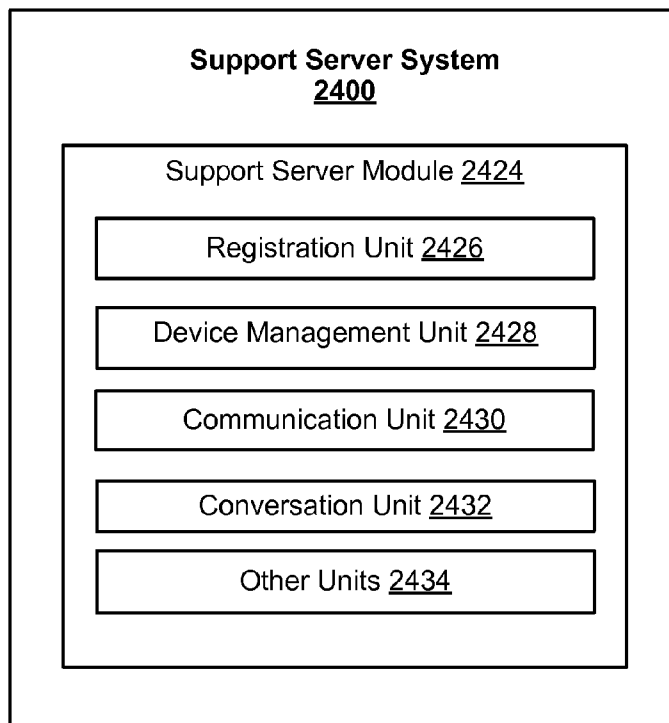 Support Server System
2400
Support Server Module 2424
Registration Unit 2426
Device Management Unit 2428
Communication Unit 2430
Conversation Unit 2432
Other Units 2434